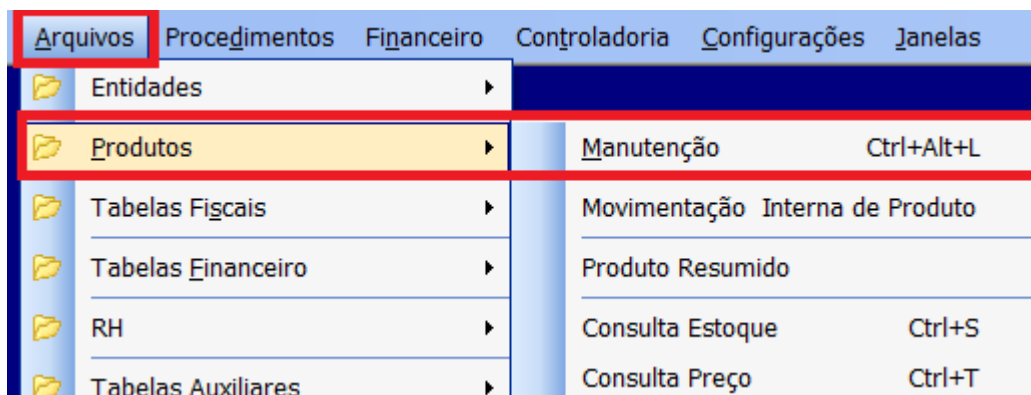 Arquivos Procedimentos Financeiro Controladoria Configurações Janelas
Entidades
Produtos
Tabelas Fiscais
Tabelas Financeiro
RH
Tabelas Auxiliares
Manutenção Ctrl+Alt+L
Movimentação Interna de Produto
Produto Resumido
Consulta Estoque Ctrl+S
Consulta Preço Ctrl+T